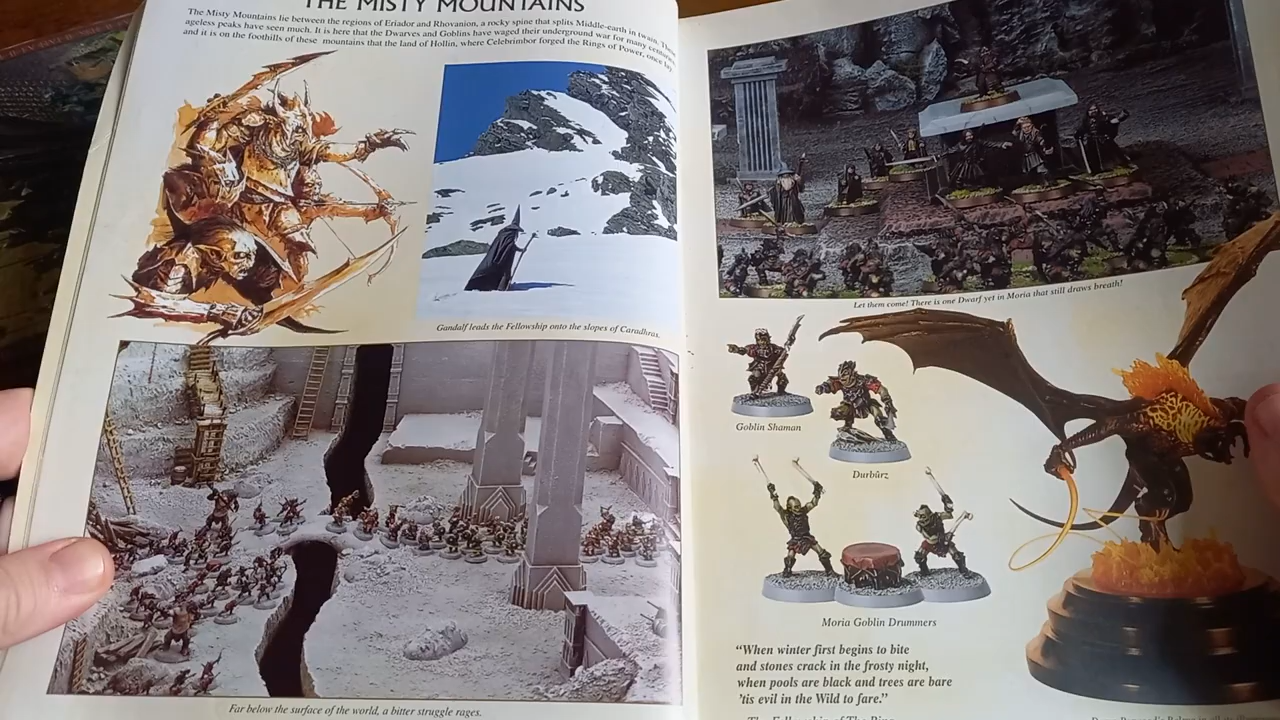 THE MISTY MOUNTAINS
The Misty Mountains lie between the regions of Eriador and Rhovanion, a rocky spine that splits Middle-earth in twain. These
ageless peaks have seen much. It is here that the Dwarves and Goblins have waged their underground war for many centuries
and it is on the foothills of these mountains that the land of Hollin, where Celebrimbor forged the Rings of Power, once lay.
Gandalf leads the Fellowship onto the slopes of Caradhras.
Far below the surface of the world, a bitter struggle rages.
Let them come! There is one Dwarf yet in Moria that still draws breath!
Goblin Shaman
Durbûrz
Moria Goblin Drummers
“When winter first begins to bite
and stones crack in the frosty night,
when pools are black and trees are bare
’tis evil in the Wild to fare.”
The Fellowship of The Ring